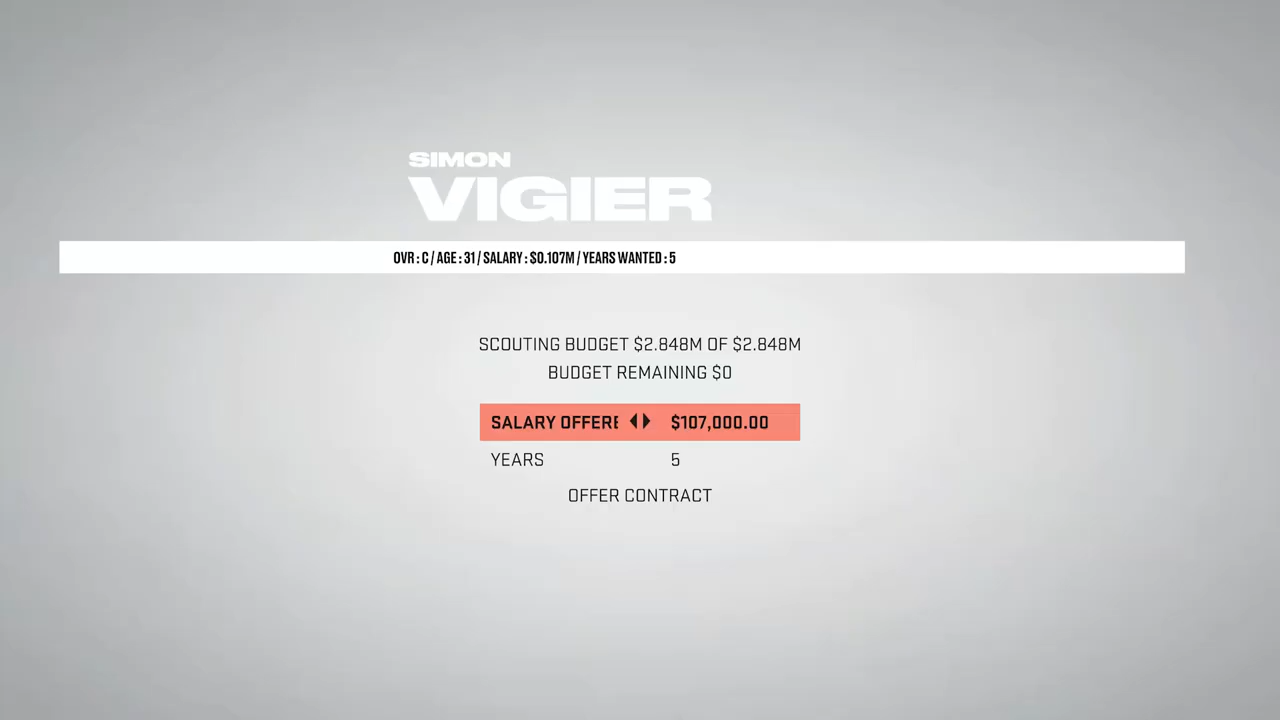 SIMON
VIGIER
OVR : C / AGE : 31 / SALARY : $0.107M / YEARS WANTED : 5
SCOUTING BUDGET $2.848M OF $2.848M
BUDGET REMAINING $0
SALARY OFFERE $107,000.00
YEARS 5
OFFER CONTRACT